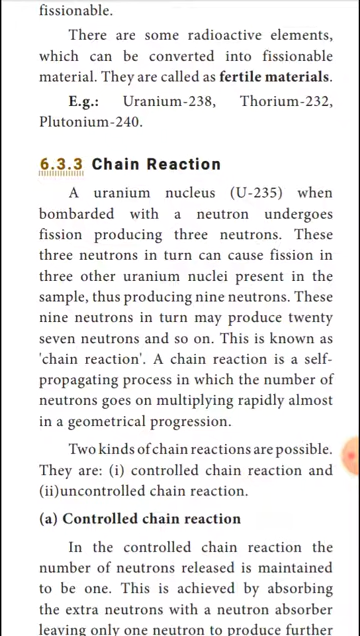 fissionable.
There are some radioactive elements,
which can be converted into fissionable
material. They are called as fertile materials.
E.g.: Uranium-238, Thorium-232,
Plutonium-240.
6.3.3 Chain Reaction
A uranium nucleus (U-235) when
bombarded with a neutron undergoes
fission producing three neutrons. These
three neutrons in turn can cause fission in
three other uranium nuclei present in the
sample, thus producing nine neutrons. These
nine neutrons in turn may produce twenty
seven neutrons and so on. This is known as
'chain reaction'. A chain reaction is a self-
propagating process in which the number of
neutrons goes on multiplying rapidly almost
in a geometrical progression.
Two kinds of chain reactions are possible.
They are: (i) controlled chain reaction and
(ii)uncontrolled chain reaction.
(a) Controlled chain reaction
In the controlled chain reaction the
number of neutrons released is maintained
to be one. This is achieved by absorbing
the extra neutrons with a neutron absorber
leaving only one neutron to produce further